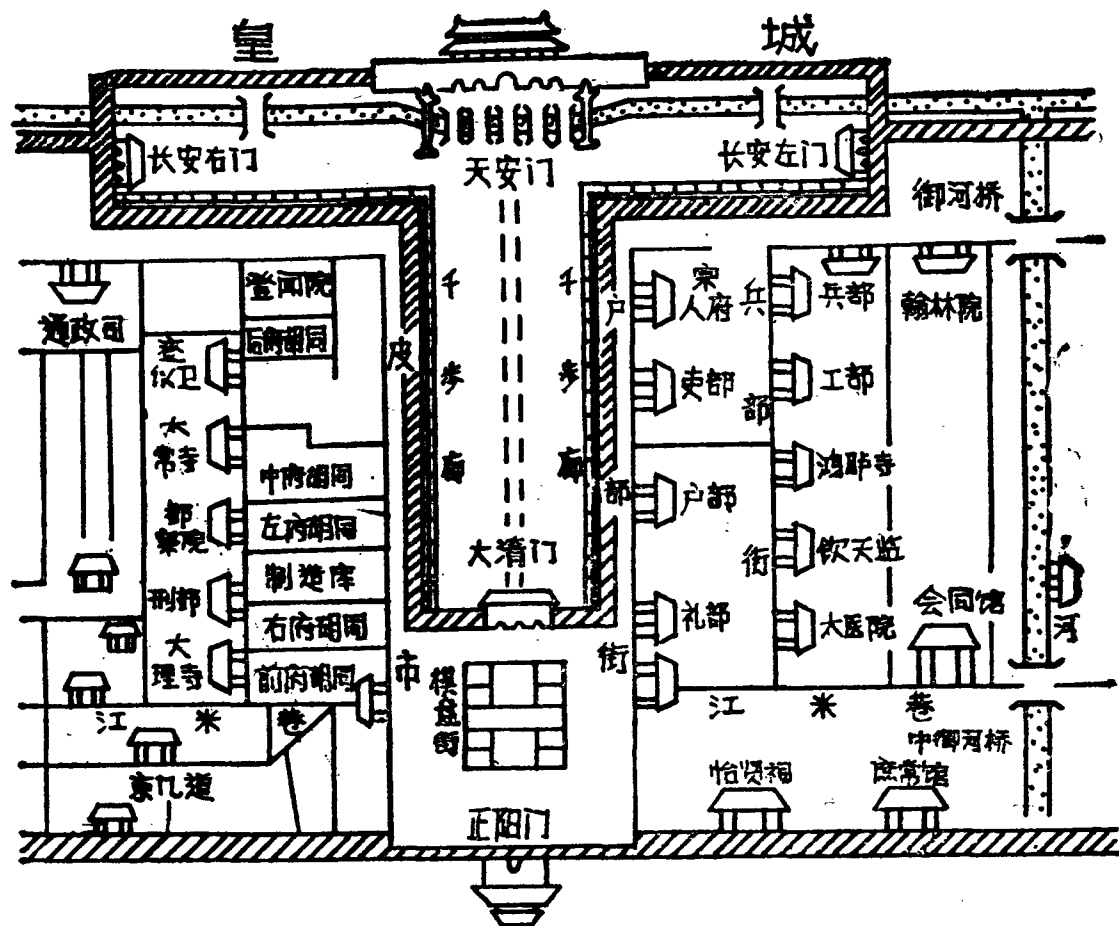 皇城
长安右门
天安门
长安左门
御河桥
千步廊
千步廊
大清门
登闻院
后府胡同
通政司
銮仪卫
太常寺
都察院
刑部
大理寺
中府胡同
左府胡同
制造库
右府胡同
前府胡同
皮市
户部街
宗人府
吏部
户部
礼部
兵部街
兵部
工部
鸿胪寺
钦天监
大医院
翰林院
会同馆
河
棋盘街
江米巷
江米巷
中御河桥
京几道
怡贤祠
庶常馆
正阳门